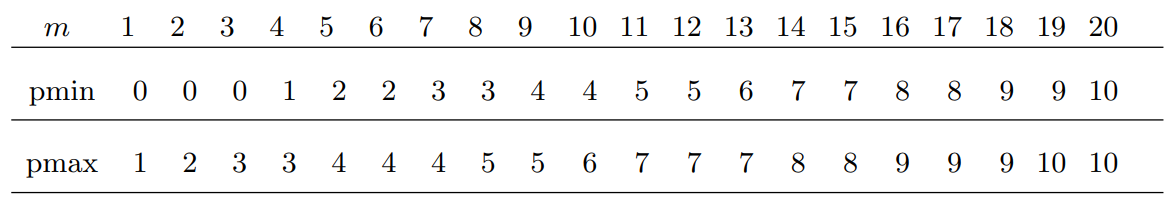 m 1 2 3 4 5 6 7 8 9 10 11 12 13 14 15 16 17 18 19 20
pmin 0 0 0 1 2 2 3 3 4 4 5 5 6 7 7 8 8 9 9 10
pmax 1 2 3 3 4 4 4 5 5 6 7 7 7 8 8 9 9 9 10 10